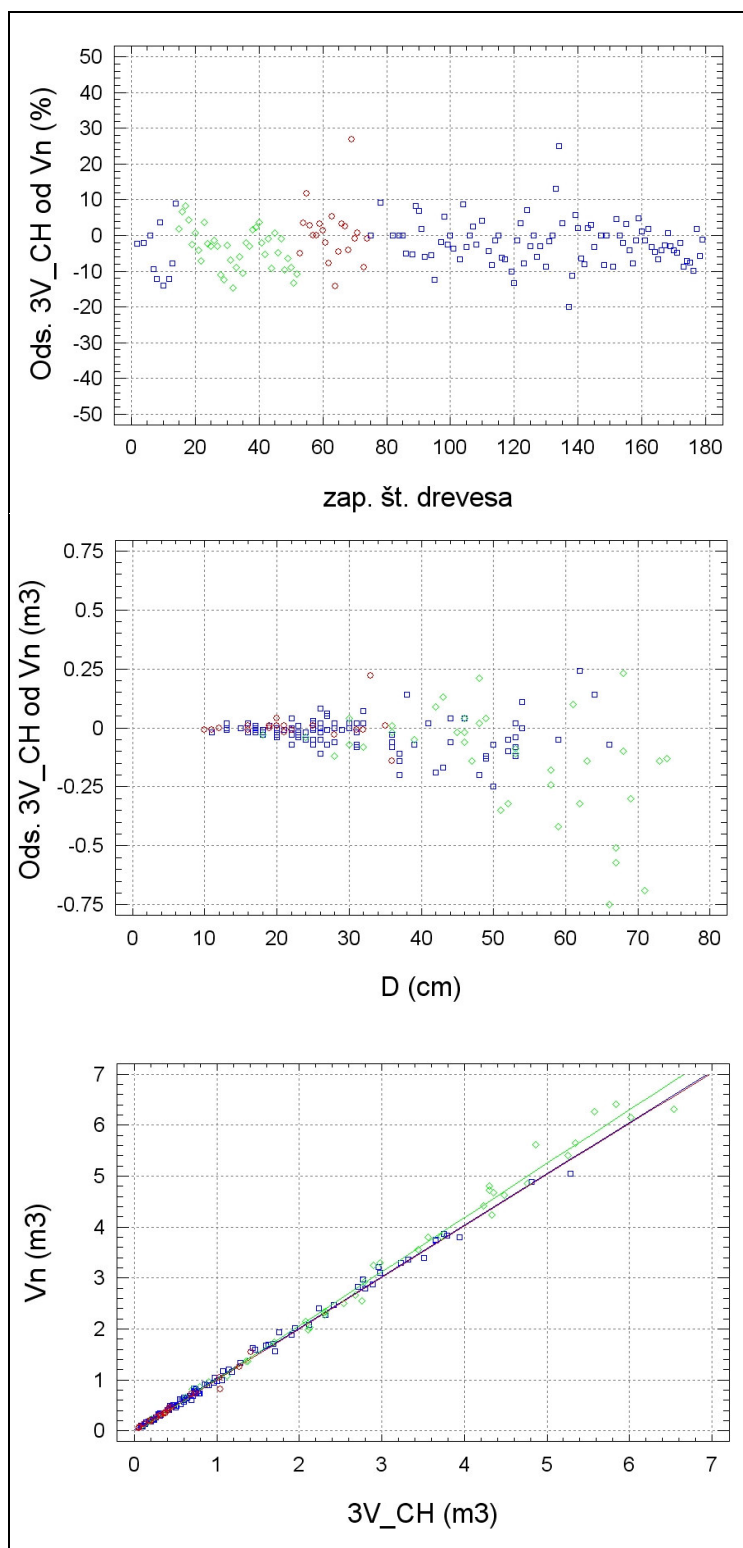 Ods. 3V_CH od Vn (%)
50
40
30
20
10
0
-10
-20
-30
-40
-50
0 20 40 60 80 100 120 140 160 180
zap. št. drevesa
Ods. 3V_CH od Vn (m3)
0.75
0.5
0.25
0
-0.25
-0.5
-0.75
0 10 20 30 40 50 60 70 80
D (cm)
Vn (m3)
7
6
5
4
3
2
1
0
0 1 2 3 4 5 6 7
3V_CH (m3)